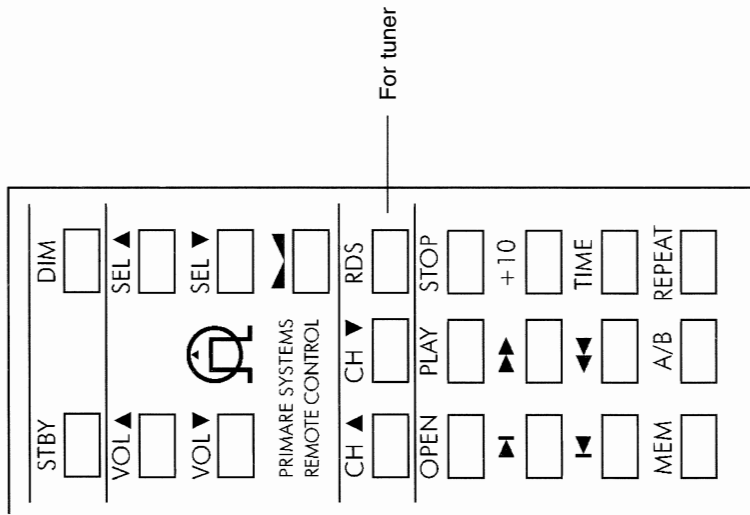 STBY DIM
VOL▲ SEL ▲
VOL▼ SEL ▼
PRIMARE SYSTEMS
REMOTE CONTROL
CH ▲ CH ▼ RDS
For tuner
OPEN PLAY STOP
+10
TIME
MEM A/B REPEAT